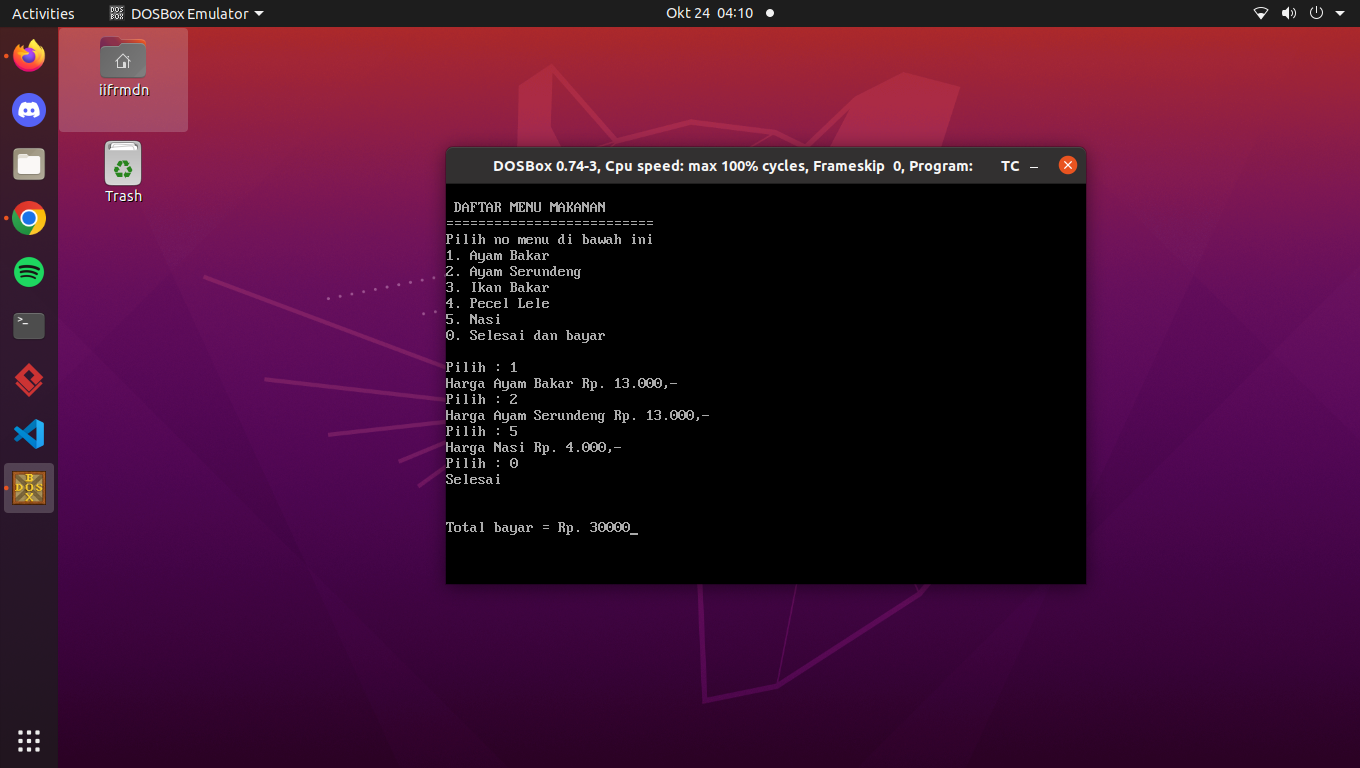 Activities
DOSBox Emulator
Okt 24 04:10
iifrmdn
Trash
DOSBox 0.74-3, Cpu speed: max 100% cycles, Frameskip 0, Program: TC
DAFTAR MENU MAKANAN
==========================
Pilih no menu di bawah ini
1. Ayam Bakar
2. Ayam Serundeng
3. Ikan Bakar
4. Pecel Lele
5. Nasi
0. Selesai dan bayar
Pilih : 1
Harga Ayam Bakar Rp. 13.000,-
Pilih : 2
Harga Ayam Serundeng Rp. 13.000,-
Pilih : 5
Harga Nasi Rp. 4.000,-
Pilih : 0
Selesai
Total bayar = Rp. 30000_
BOX
DOS